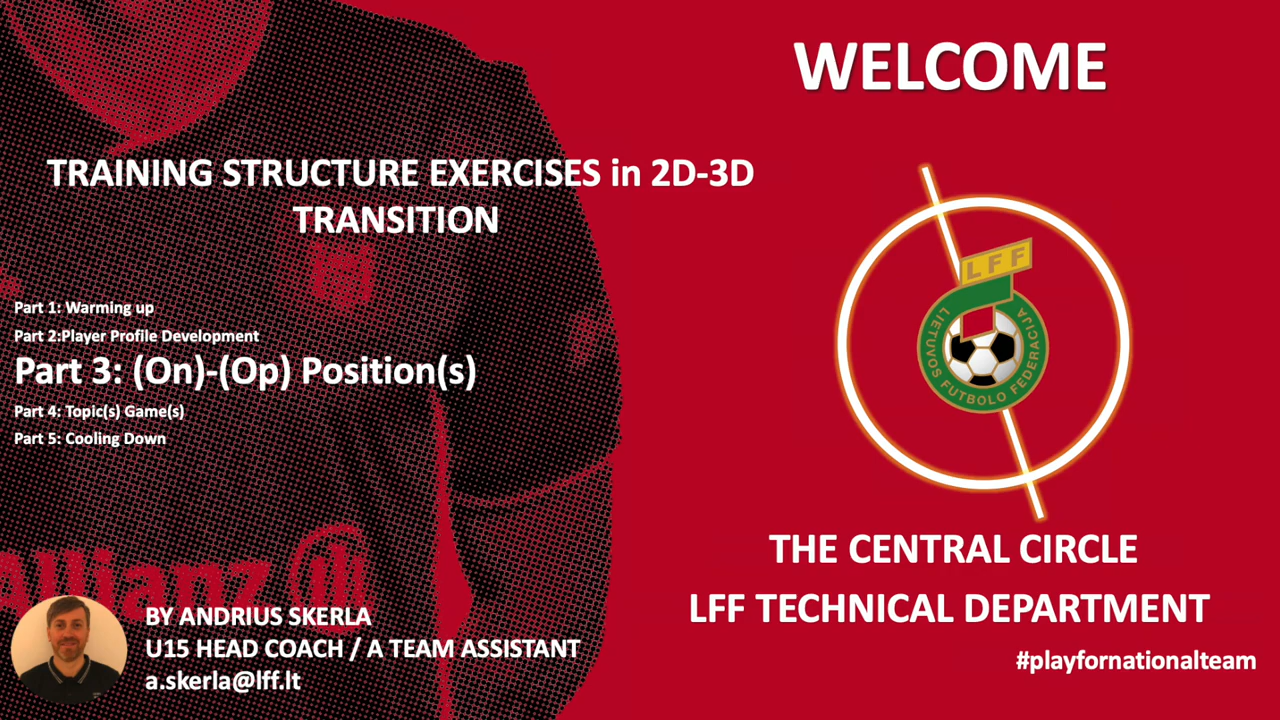 WELCOME
TRAINING STRUCTURE EXERCISES in 2D-3D
TRANSITION
Part 1: Warming up
Part 2:Player Profile Development
Part 3: (On)-(Op) Position(s)
Part 4: Topic(s) Game(s)
Part 5: Cooling Down
LFF
LIETUVOS FUTBOLO FEDERACIJA
Allianz
THE CENTRAL CIRCLE
LFF TECHNICAL DEPARTMENT
#playfornationalteam
BY ANDRIUS SKERLA
U15 HEAD COACH / A TEAM ASSISTANT
a.skerla@lff.lt